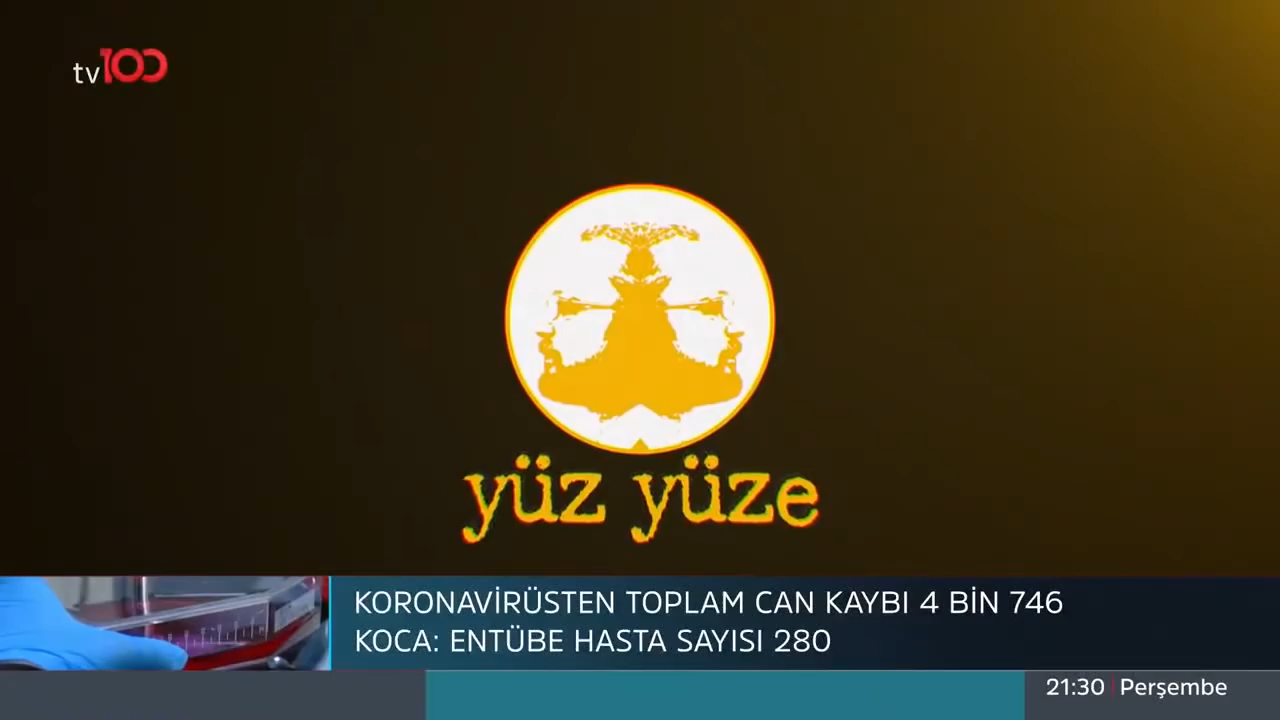 tv100
yüz yüze
KORONAVİRÜSTEN TOPLAM CAN KAYBI 4 BİN 746
KOCA: ENTÜBE HASTA SAYISI 280
21:30 Perşembe